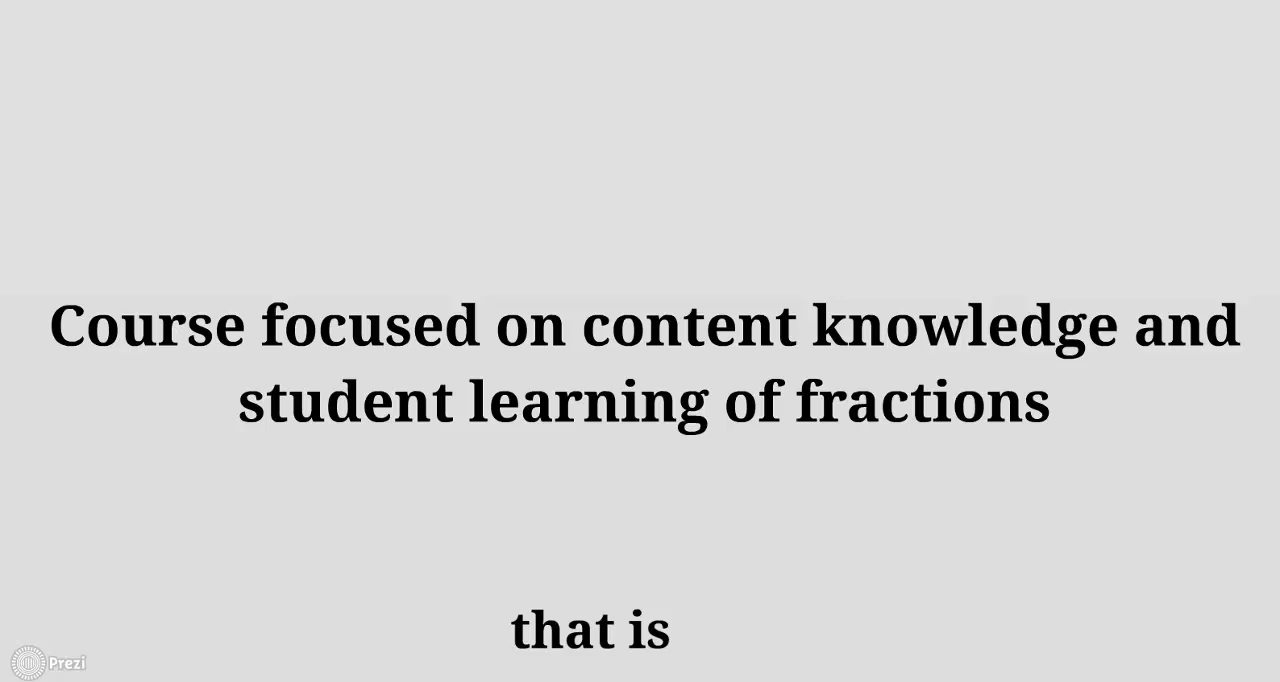 Course focused on content knowledge and
student learning of fractions
that is
Prezi